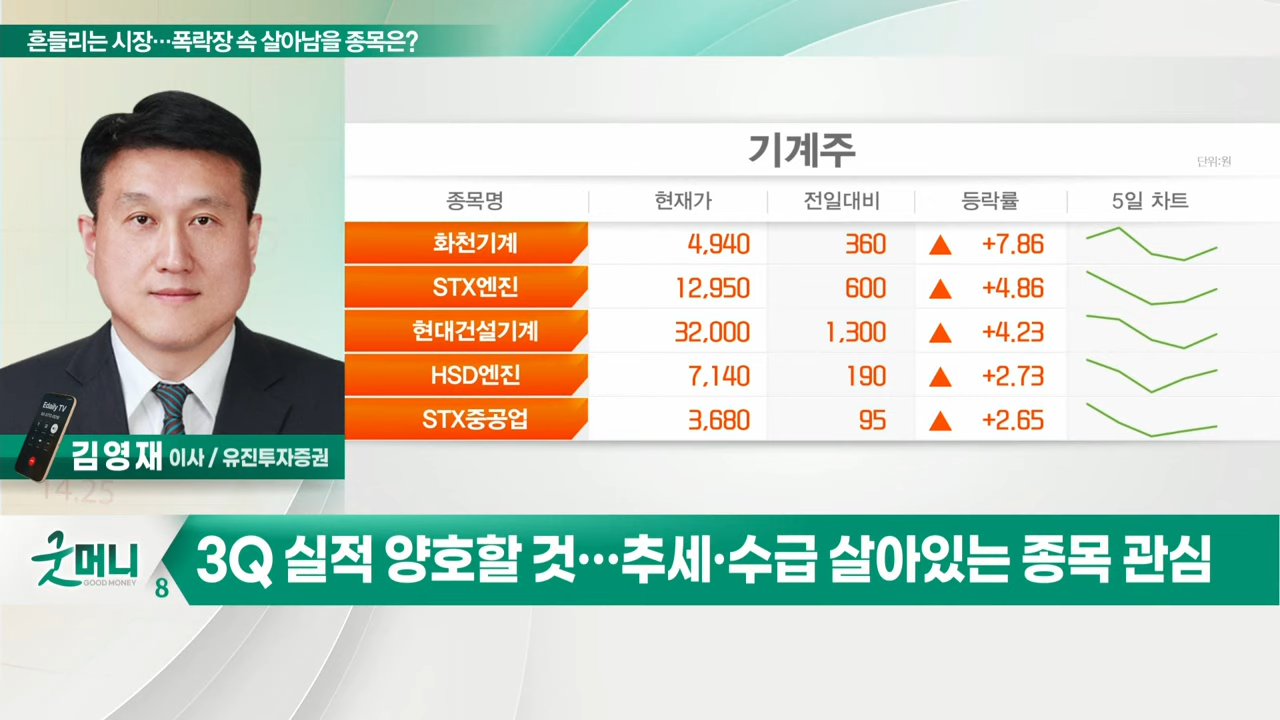 흔들리는 시장…폭락장 속 살아남을 종목은?
기계주
단위:원
종목명 현재가 전일대비 등락률 5일 차트
화천기계 4,940 360 ▲ +7.86
STX엔진 12,950 600 ▲ +4.86
현대건설기계 32,000 1,300 ▲ +4.23
HSD엔진 7,140 190 ▲ +2.73
STX중공업 3,680 95 ▲ +2.65
Edaily TV
김영재 이사 / 유진투자증권
14.25
굿머니
GOOD MONEY
8
3Q 실적 양호할 것…추세·수급 살아있는 종목 관심